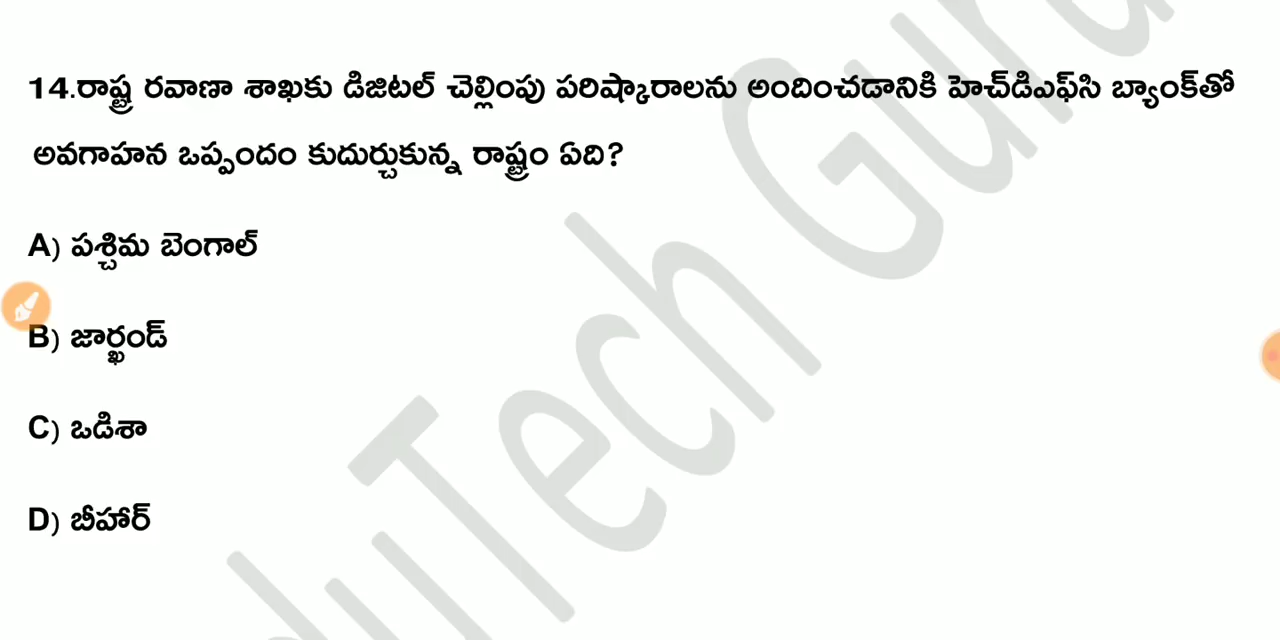 14.రాష్ట్ర రవాణా శాఖకు డిజిటల్ చెల్లింపు పరిష్కారాలను అందించడానికి హెచ్‌డిఎఫ్‌సి బ్యాంక్‌తో
అవగాహన ఒప్పందం కుదుర్చుకున్న రాష్ట్రం ఏది?
A) పశ్చిమ బెంగాల్
B) జార్ఖండ్
C) ఒడిశా
D) బీహార్